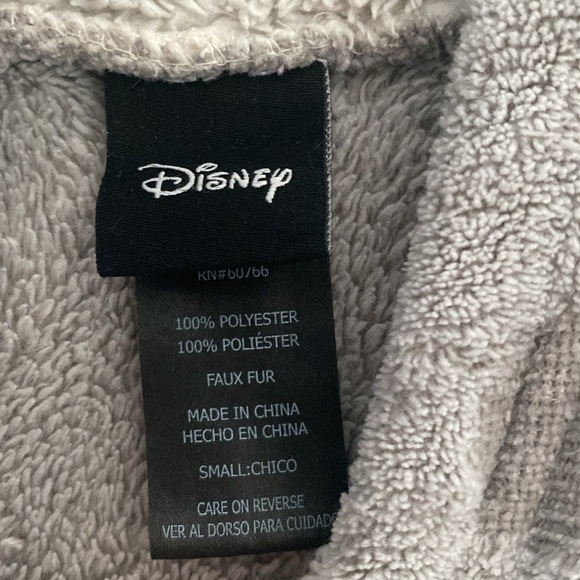 Disney
RN#60766
100% POLYESTER
100% POLIÉSTER
FAUX FUR
MADE IN CHINA
HECHO EN CHINA
SMALL:CHICO
CARE ON REVERSE
VER AL DORSO PARA CUIDADO